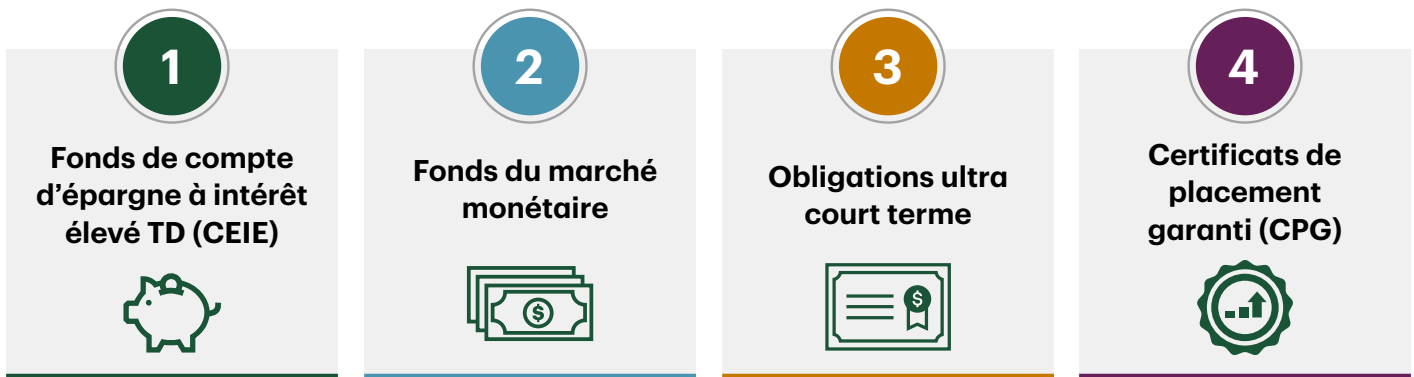 1
Fonds de compte
d'épargne à intérêt
élevé TD (CEIE)
2
Fonds du marché
monétaire
$
3
Obligations ultra
court terme
$
4
Certificats de
placement
garanti (CPG)